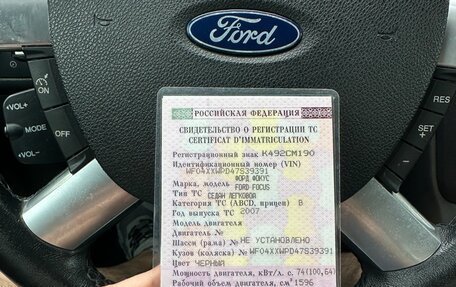 Ford
VOL+
ON
MODE
OFF
VOL-
RES
SET+
РОССИЙСКАЯ ФЕДЕРАЦИЯ
СВИДЕТЕЛЬСТВО О РЕГИСТРАЦИИ ТС
CERTIFICAT D'IMMATRICULATION
Регистрационный знак К492СМ190
Идентификационный номер (VIN)
WF04XXWPD47S39391
ФОРД ФОКУС
Марка, модель FORD FOCUS
Тип ТС СЕДАН ЛЕГКОВОЙ
Категория ТС (ABCD, прицеп) B
Год выпуска ТС 2007
Модель двигателя
Двигатель №
Шасси (рама) № НЕ УСТАНОВЛЕНО
Кузов (коляска) № WF04XXWPD47S39391
Цвет ЧЕРНЫЙ
Мощность двигателя, кВт/л. с. 74(100,64)
Рабочий объем двигателя, см³ 1596